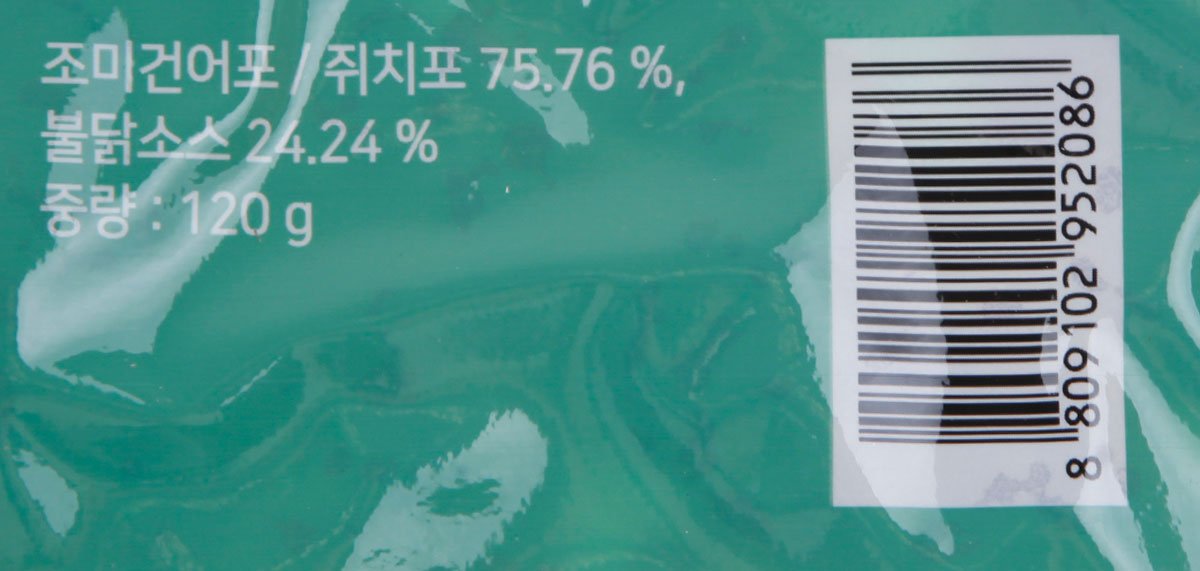 조미건어포 / 쥐치포 75.76 %,
불닭소스 24.24 %
중량 : 120 g
8 809102 952086